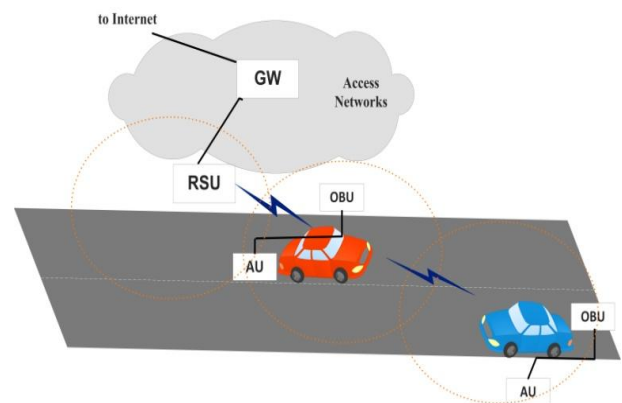 to Internet
GW
Access
Networks
RSU
OBU
AU
OBU
AU